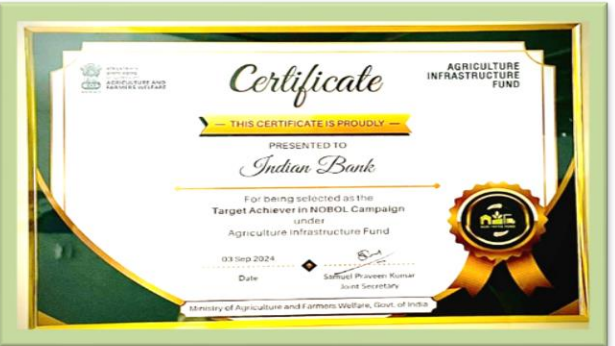 AGRICULTURE AND
FARMERS WELFARE
AGRICULTURE
INFRASTRUCTURE
FUND
Certificate
— THIS CERTIFICATE IS PROUDLY —
PRESENTED TO
Indian Bank
For being selected as the
Target Achiever in NOBOL Campaign
under
Agriculture Infrastructure Fund
03 Sep 2024
Date
Samuel Praveen Kumar
Joint Secretary
Ministry of Agriculture and Farmers Welfare, Govt. of India